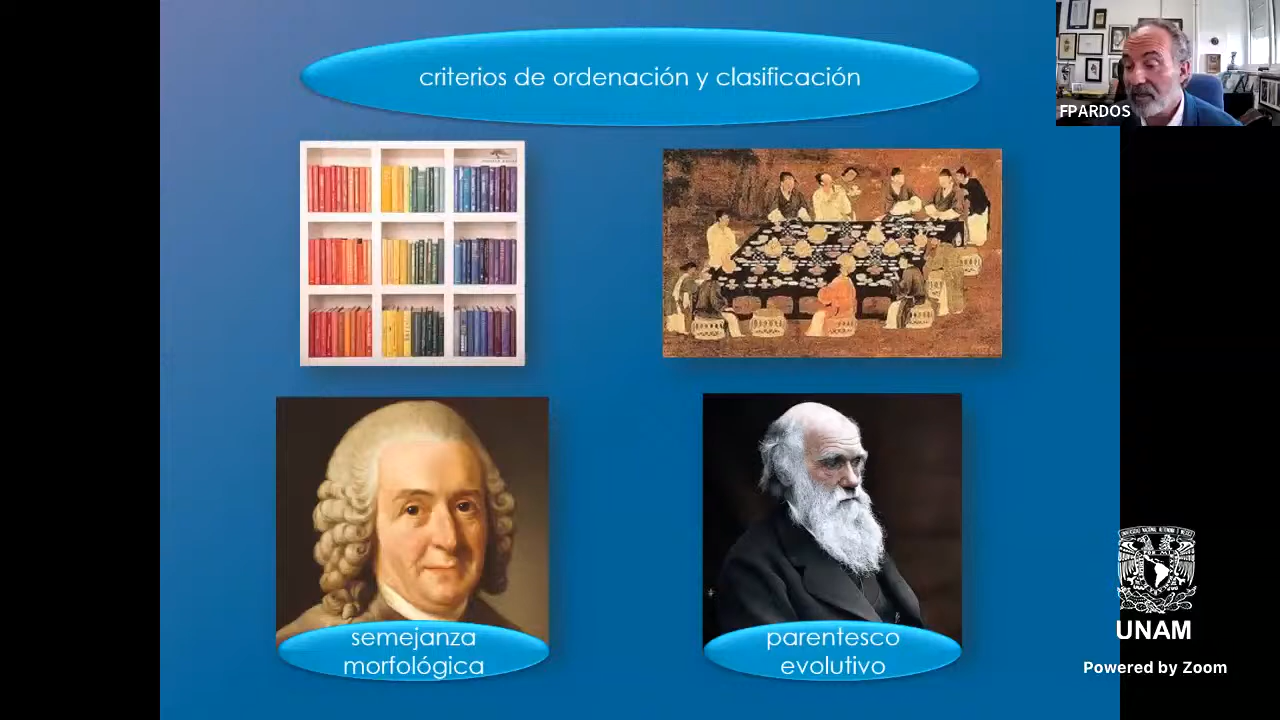 criterios de ordenación y clasificación
FPARDOS
semejanza
morfológica
parentesco
evolutivo
UNAM
Powered by Zoom